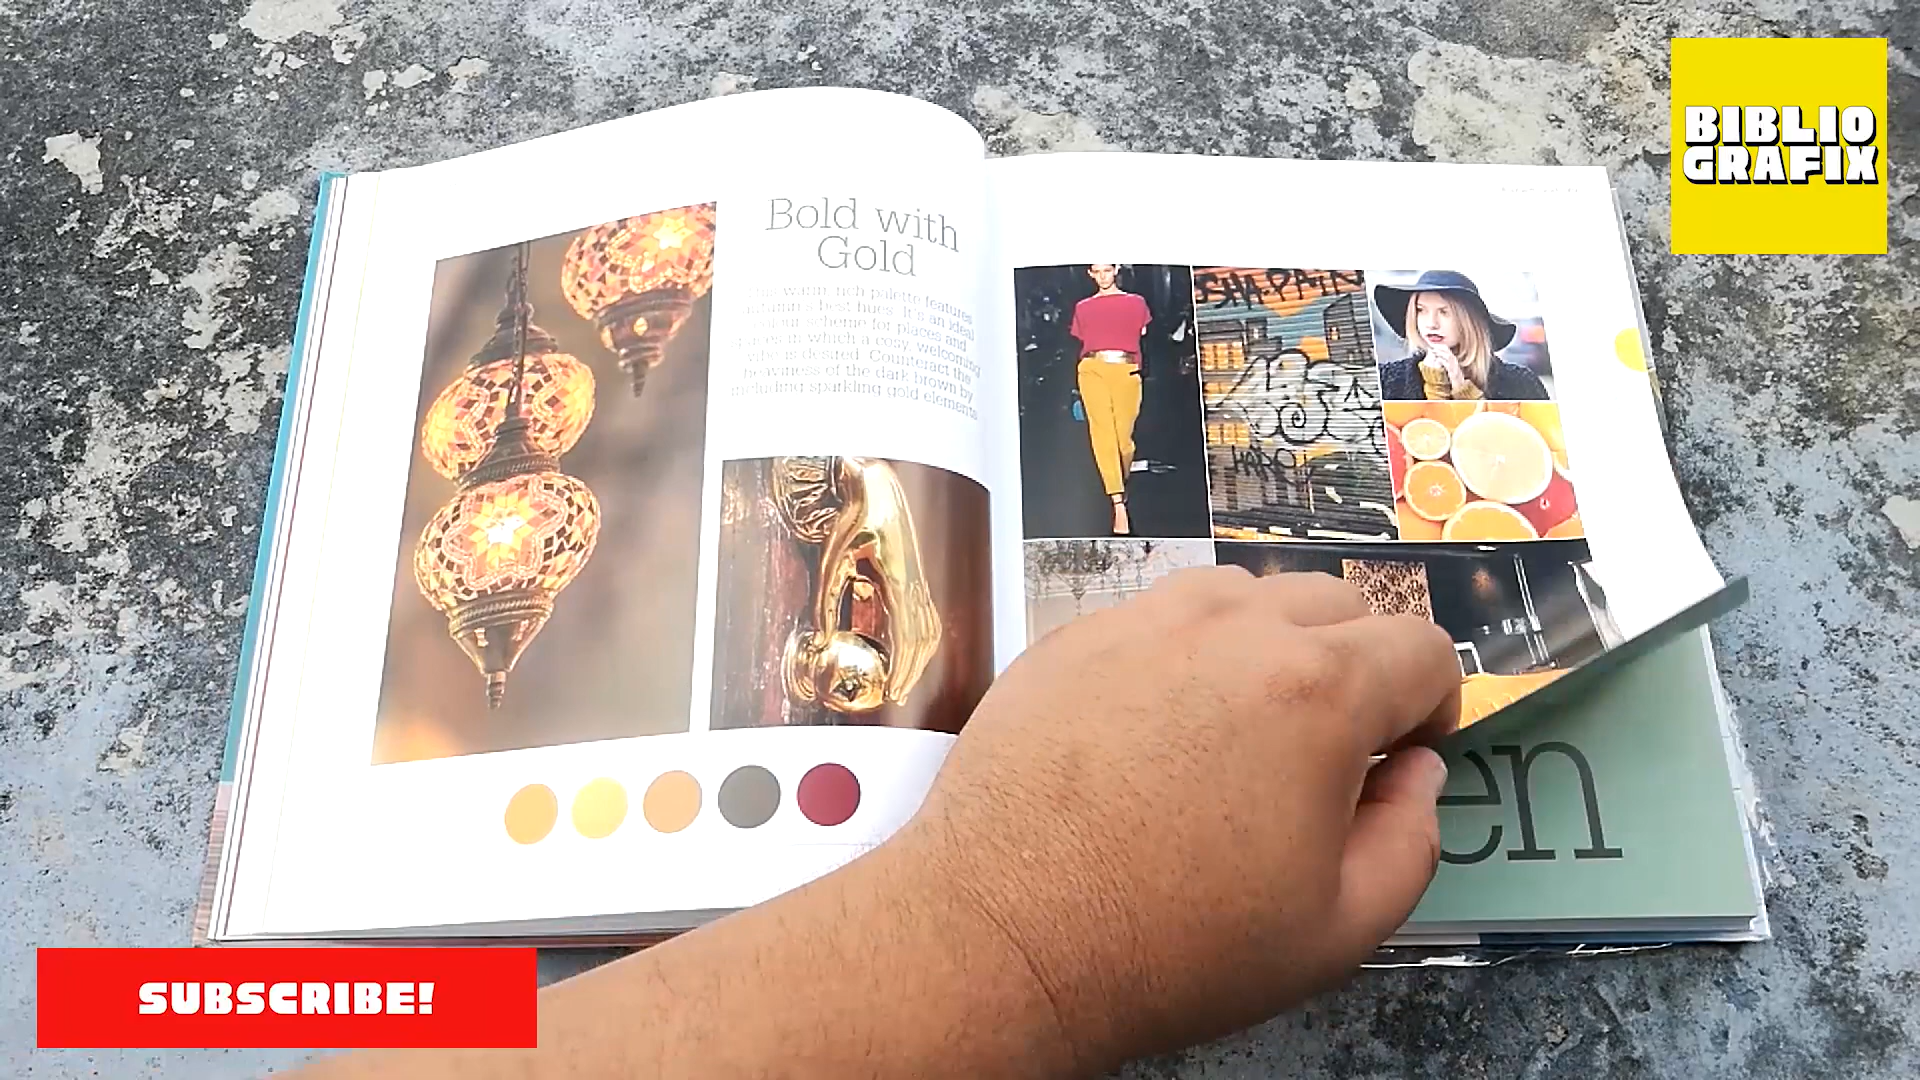 BIBLIO
GRAFIX
Bold with
Gold
This warm, rich palette features
autumn's best hues. It's an ideal
colour scheme for places and
spaces in which a cosy, welcoming
vibe is desired. Counteract the
heaviness of the dark brown by
including sparkling gold elements.
en
SUBSCRIBE!